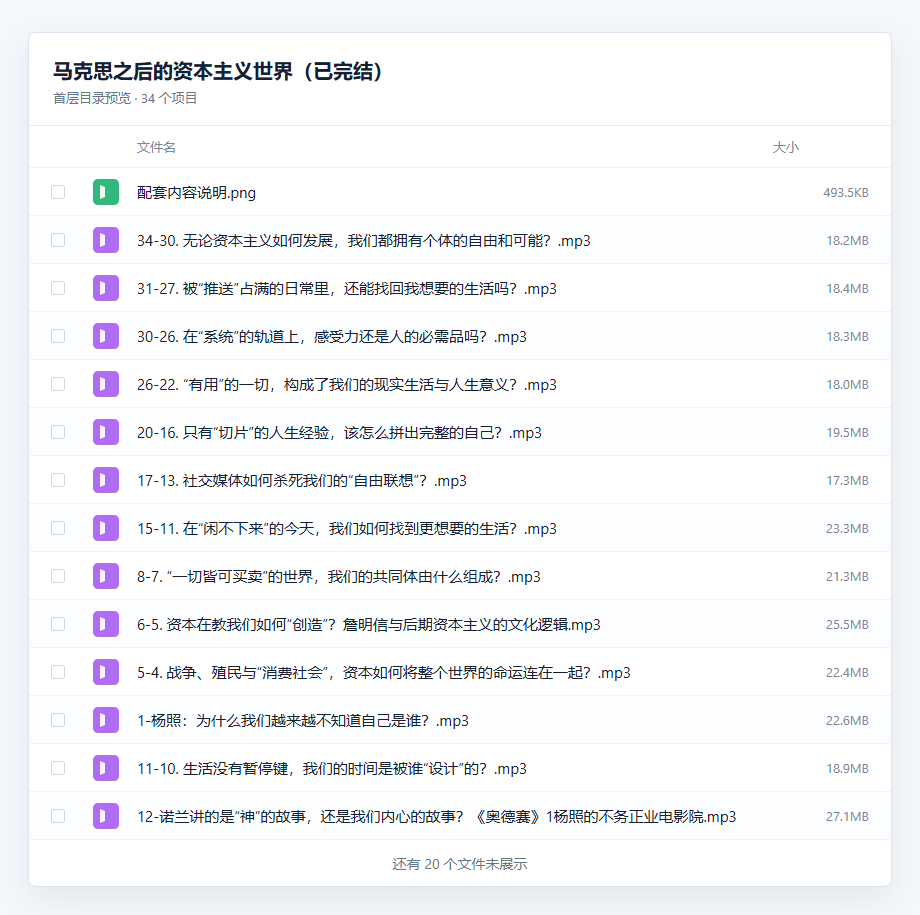 马克思之后的资本主义世界（已完结）
首层目录预览 · 34 个项目
文件名 大小
配套内容说明.png 493.5KB
34-30. 无论资本主义如何发展，我们都拥有个体的自由和可能？.mp3 18.2MB
31-27. 被“推送”占满的日常里，还能找回我想要的生活吗？.mp3 18.4MB
30-26. 在“系统”的轨道上，感受力还是人的必需品吗？.mp3 18.3MB
26-22. “有用”的一切，构成了我们的现实生活与人生意义？.mp3 18.0MB
20-16. 只有“切片”的人生经验，该怎么拼出完整的自己？.mp3 19.5MB
17-13. 社交媒体如何杀死我们的“自由联想”？.mp3 17.3MB
15-11. 在“闲不下来”的今天，我们如何找到更想要的生活？.mp3 23.3MB
8-7. “一切皆可买卖”的世界，我们的共同体由什么组成？.mp3 21.3MB
6-5. 资本在教我们如何“创造”？詹明信与后期资本主义的文化逻辑.mp3 25.5MB
5-4. 战争、殖民与“消费社会”，资本如何将整个世界的命运连在一起？.mp3 22.4MB
1-杨照：为什么我们越来越不知道自己是谁？.mp3 22.6MB
11-10. 生活没有暂停键，我们的时间是被谁“设计”的？.mp3 18.9MB
12-诺兰讲的是“神”的故事，还是我们内心的故事？《奥德赛》1杨照的不务正业电影院.mp3 27.1MB
还有 20 个文件未展示